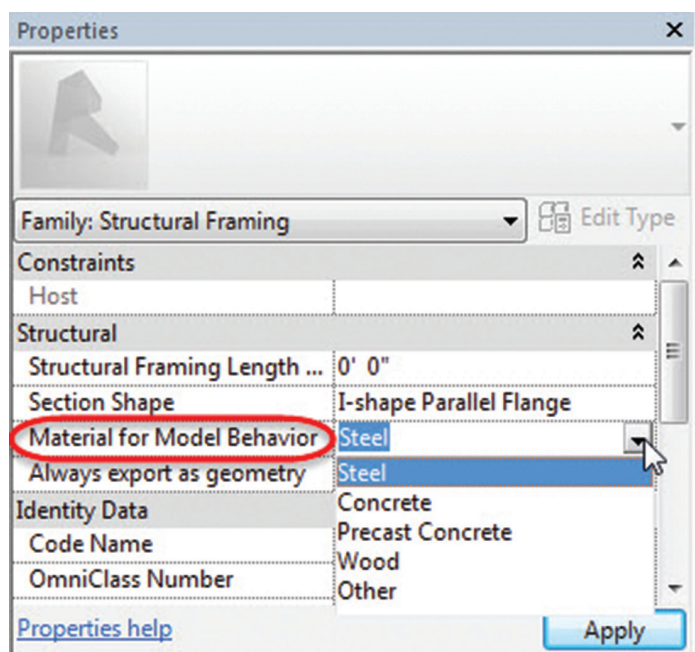 Properties
Family: Structural Framing Edit Type
Constraints
Host
Structural
Structural Framing Length ... 0' 0"
Section Shape I-shape Parallel Flange
Material for Model Behavior Steel
Always export as geometry Steel
Identity Data Concrete
Code Name Precast Concrete
Wood
OmniClass Number Other
Properties help Apply